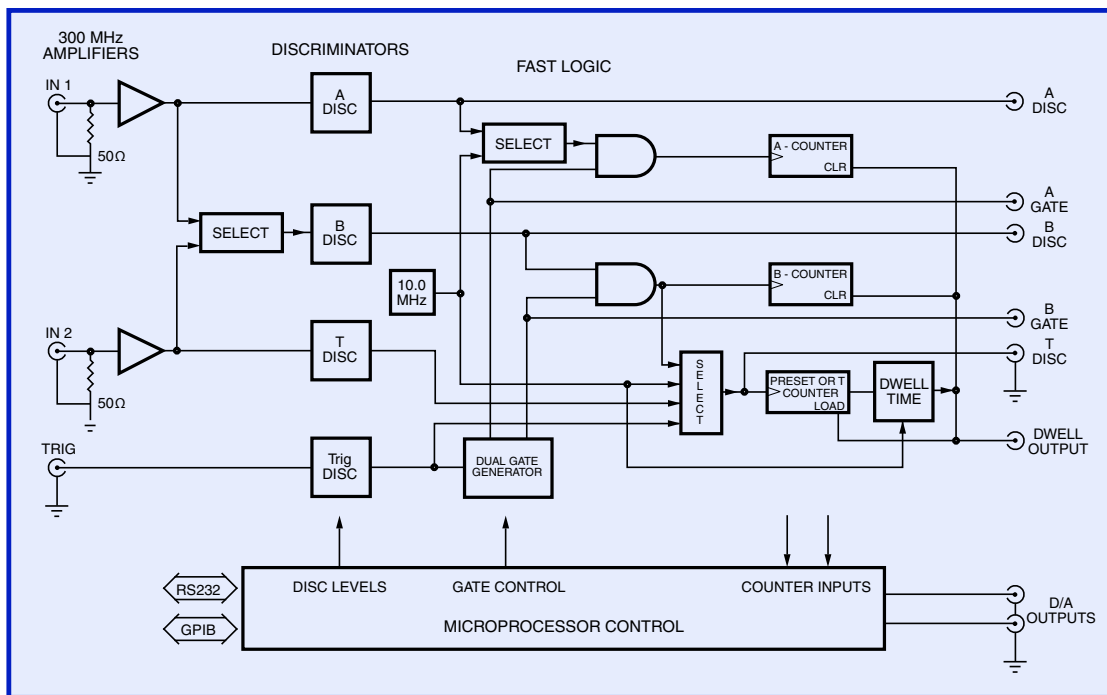 300 MHz
AMPLIFIERS
DISCRIMINATORS
FAST LOGIC
IN 1
50Ω
A
DISC
SELECT
A - COUNTER
CLR
A
DISC
A
GATE
SELECT
B
DISC
B
DISC
10.0
MHz
B - COUNTER
CLR
B
GATE
IN 2
50Ω
T
DISC
SELECT
PRESET OR T
COUNTER
LOAD
DWELL
TIME
T
DISC
TRIG
Trig
DISC
DUAL GATE
GENERATOR
DWELL
OUTPUT
RS232
GPIB
DISC LEVELS
GATE CONTROL
COUNTER INPUTS
MICROPROCESSOR CONTROL
D/A
OUTPUTS